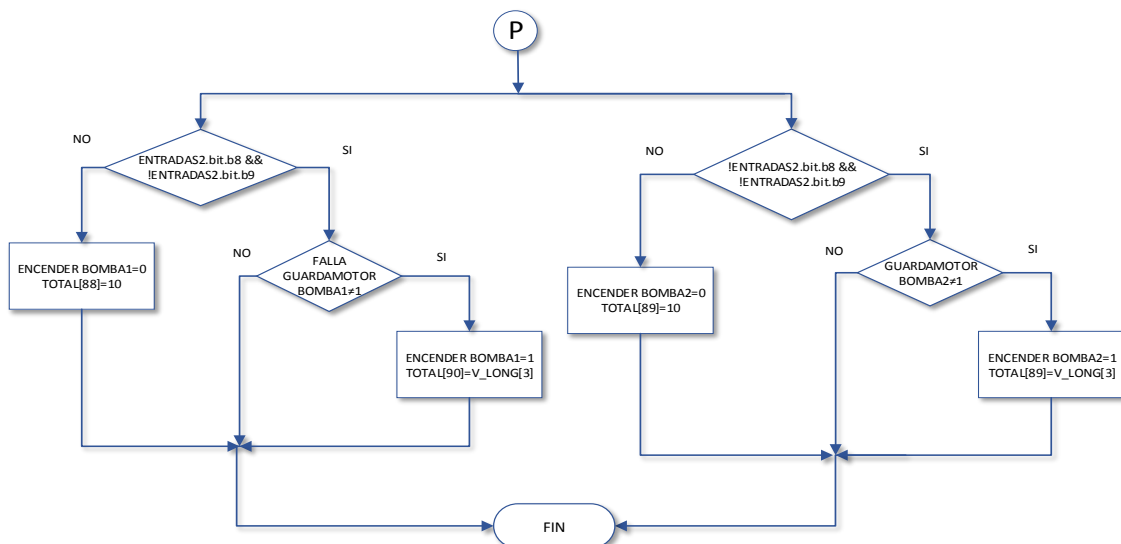 P
NO
ENTRADAS2.bit.b8 &&
!ENTRADAS2.bit.b9
SI
NO
!ENTRADAS2.bit.b8 &&
!ENTRADAS2.bit.b9
SI
ENCENDER BOMBA1=0
TOTAL[88]=10
NO
FALLA
GUARDAMOTOR
BOMBA1≠1
SI
ENCENDER BOMBA2=0
TOTAL[89]=10
NO
GUARDAMOTOR
BOMBA2≠1
SI
ENCENDER BOMBA1=1
TOTAL[90]=V_LONG[3]
ENCENDER BOMBA2=1
TOTAL[89]=V_LONG[3]
FIN